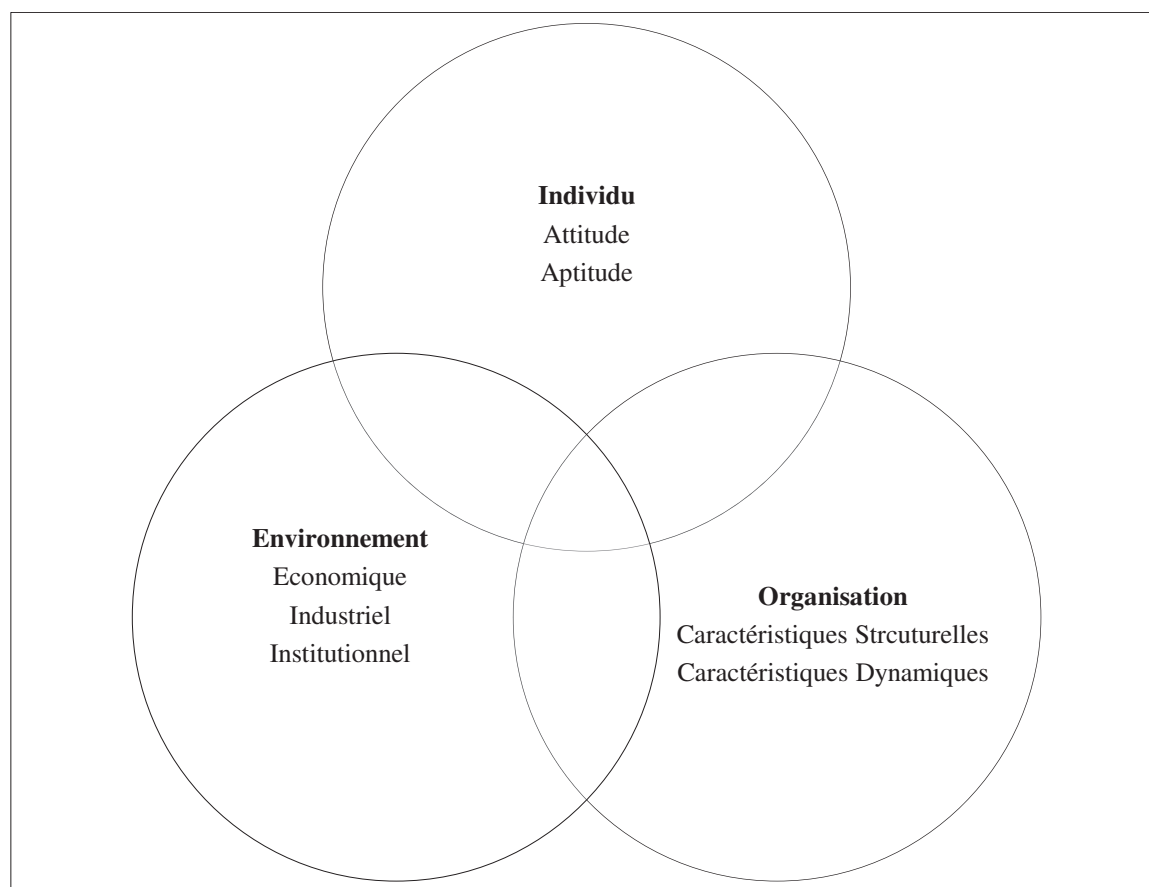 Individu
Attitude
Aptitude
Environnement
Economique
Industriel
Institutionnel
Organisation
Caractéristiques Strcuturelles
Caractéristiques Dynamiques